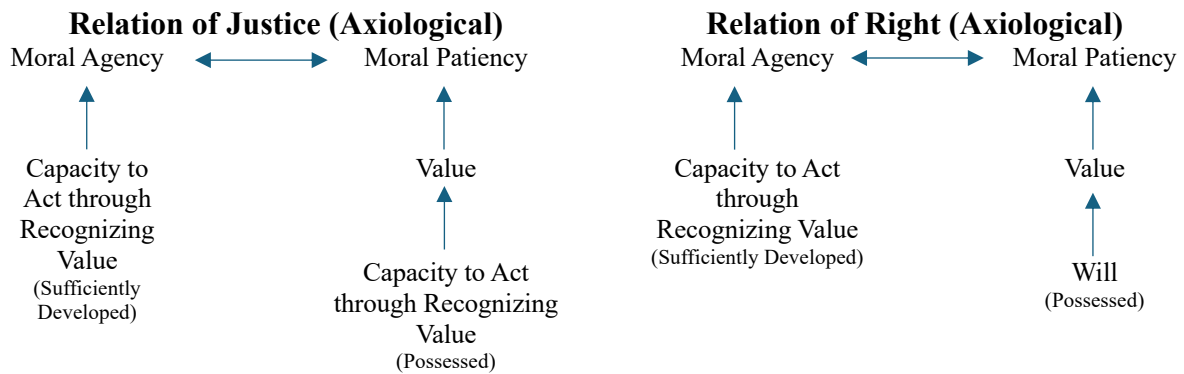 Relation of Justice (Axiological)
Moral Agency
Moral Patiency
Capacity to
Act through
Recognizing
Value
(Sufficiently
Developed)
Value
Capacity to Act
through Recognizing
Value
(Possessed)
Relation of Right (Axiological)
Moral Agency
Moral Patiency
Capacity to Act
through
Recognizing Value
(Sufficiently Developed)
Value
Will
(Possessed)